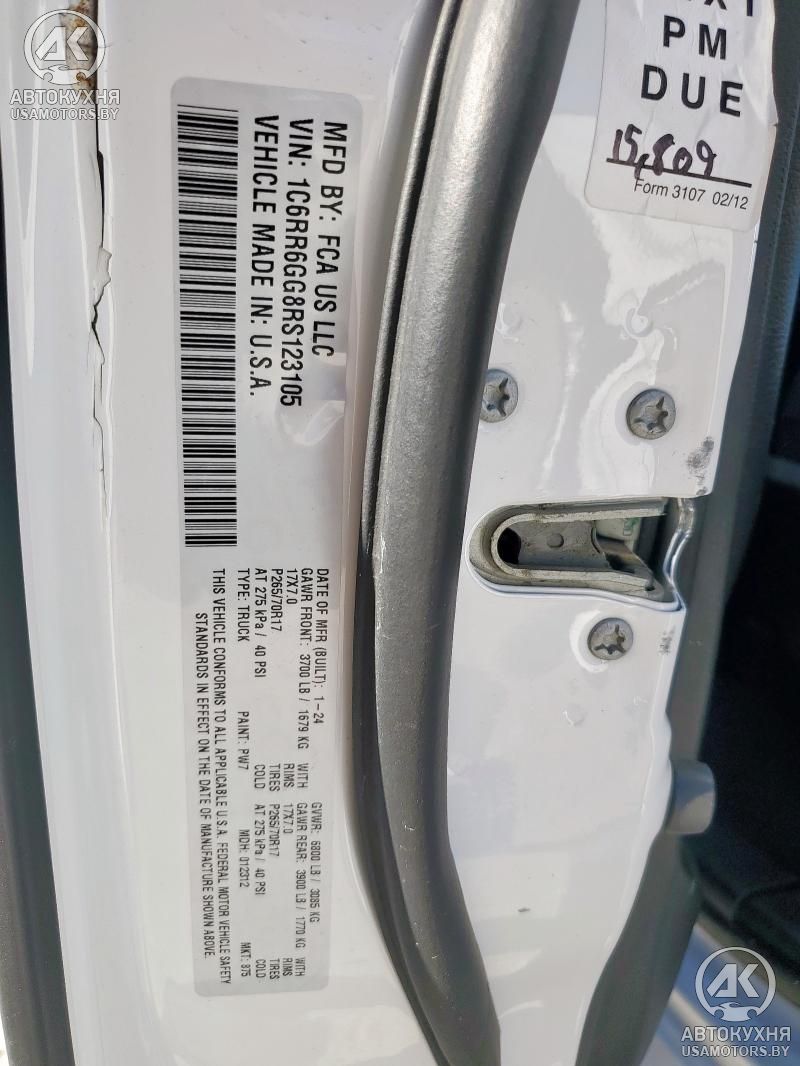 АВТОКУХНЯ
USAMOTORS.BY
PM
DUE
15,809
Form 3107 02/12
MFD BY: FCA US LLC
VIN: 1C6RR6GG8RS123105
VEHICLE MADE IN: U.S.A.
DATE OF MFR (BUILT): 1-24 GVWR: 6800 LB / 3085 KG
GAWR FRONT: 3700 LB / 1679 KG WITH GAWR REAR: 3900 LB / 1770 KG WITH
17X7.0 RIMS 17X7.0 RIMS
P265/70R17 TIRES P265/70R17 TIRES
AT 275 kPa / 40 PSI COLD AT 275 kPa / 40 PSI COLD
TYPE: TRUCK PAINT: PW7 MDH: 012312 MKT: 875
THIS VEHICLE CONFORMS TO ALL APPLICABLE U.S.A. FEDERAL MOTOR VEHICLE SAFETY
STANDARDS IN EFFECT ON THE DATE OF MANUFACTURE SHOWN ABOVE.
АВТОКУХНЯ
USAMOTORS.BY